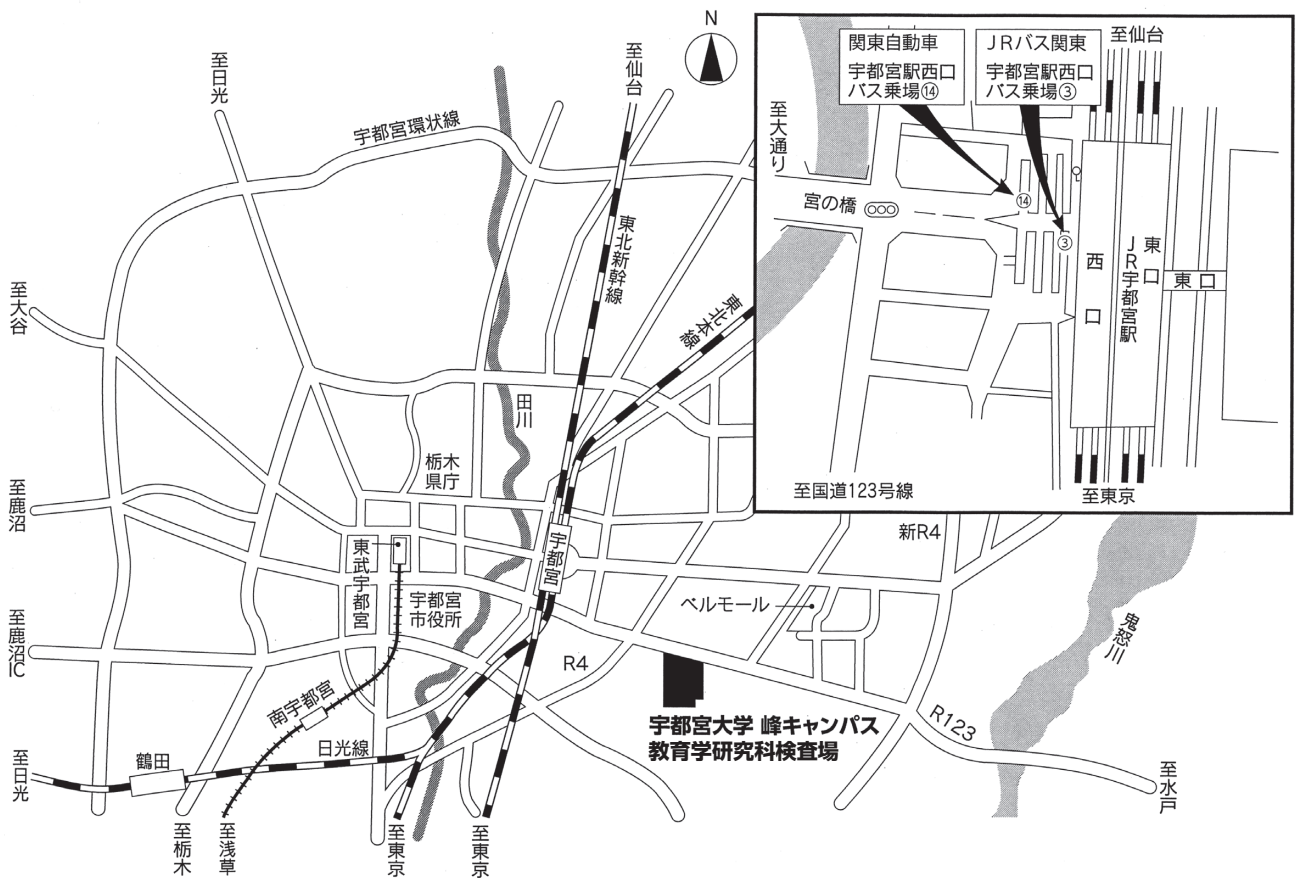 N
至仙台
至日光
宇都宮環状線
東北新幹線
東北本線
至大谷
田川
栃木
県庁
至鹿沼
東武宇都宮
宇都宮
市役所
宇都宮
新R4
ベルモール
鬼怒川
至鹿沼IC
R4
南宇都宮
宇都宮大学 峰キャンパス
教育学研究科検査場
R123
日光線
鶴田
至日光
至水戸
至栃木
至浅草
至東京
至東京
関東自動車
宇都宮駅西口
バス乗場⑭
JRバス関東
宇都宮駅西口
バス乗場③
至仙台
至大通り
宮の橋
⑭
③
西口
東口
JR宇都宮駅
東口
至国道123号線
至東京